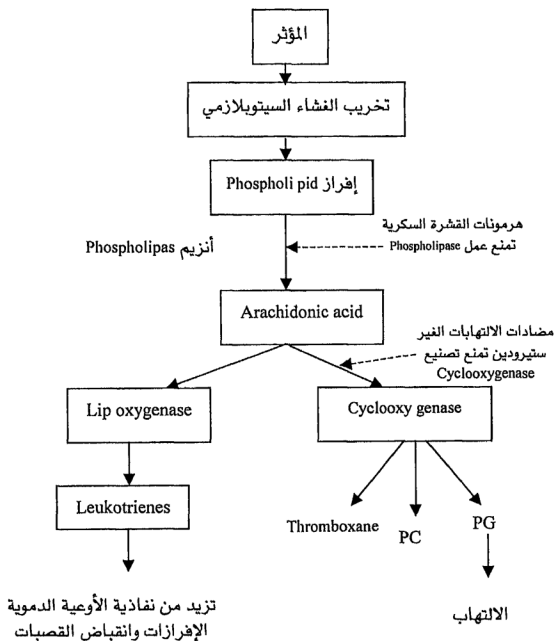 المؤثر
تخريب الغشاء السيتوبلازمي
إفراز Phospholi pid
هرمونات القشرة السكرية
تمنع عمل Phospholipase
أنزيم Phospholipas
Arachidonic acid
مضادات الالتهابات الغير
ستيرودين تمنع تصنيع
Cyclooxygenase
Lip oxygenase
Cyclooxy genase
Leukotrienes
Thromboxane
PC
PG
تزيد من نفاذية الأوعية الدموية
الإفرازات وانقباض القصبات
الالتهاب